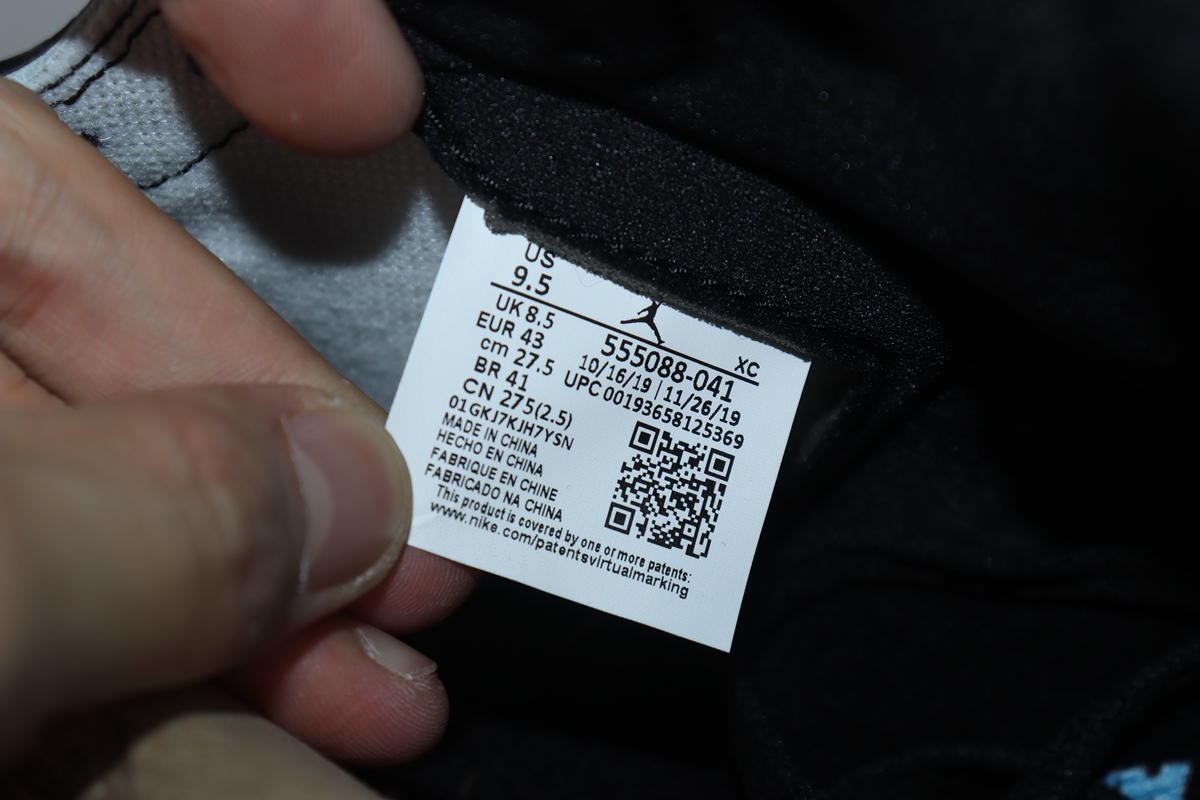 US
9.5
UK 8.5
EUR 43
cm 27.5
BR 41
CN 275(2.5)
01GKJ7KJH7YSN
MADE IN CHINA
HECHO EN CHINA
FABRIQUE EN CHINE
FABRICADO NA CHINA
XC
555088-041
10/16/19 | 11/26/19
UPC 00193658125369
This product is covered by one or more patents:
www.nike.com/patentsvirtualmarking